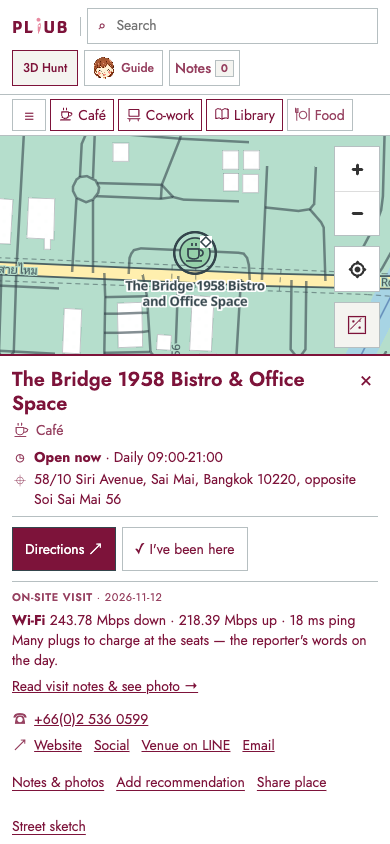 PLUB
Search
3D Hunt
Guide
Notes 0
Café
Co-work
Library
Food
สายไหม
The Bridge 1958 Bistro
and Office Space
56
The Bridge 1958 Bistro & Office
Space
Café
Open now · Daily 09:00-21:00
58/10 Siri Avenue, Sai Mai, Bangkok 10220, opposite
Soi Sai Mai 56
Directions ↗
✓ I've been here
ON-SITE VISIT · 2026-11-12
Wi-Fi 243.78 Mbps down · 218.39 Mbps up · 18 ms ping
Many plugs to charge at the seats — the reporter's words on
the day.
Read visit notes & see photo →
+66(0)2 536 0599
↗ Website Social Venue on LINE Email
Notes & photos Add recommendation Share place
Street sketch